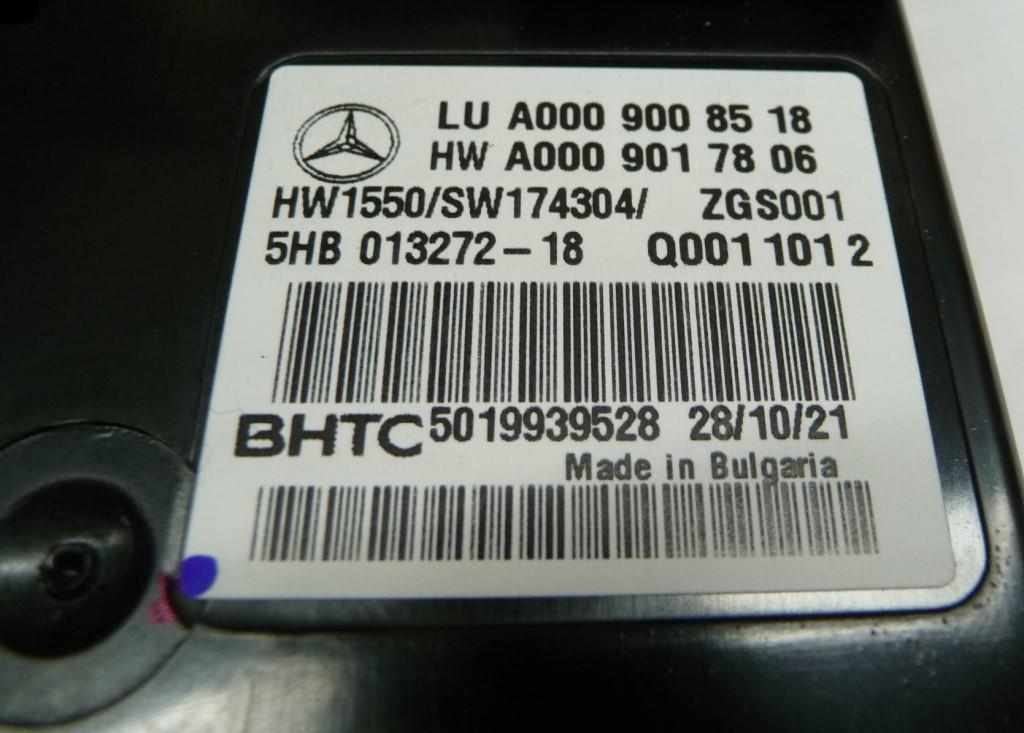 LU A000 900 85 18
HW A000 901 78 06
HW1550/SW174304/ ZGS001
5HB 013272-18 Q001 101 2
BHTC 5019939528 28/10/21
Made in Bulgaria